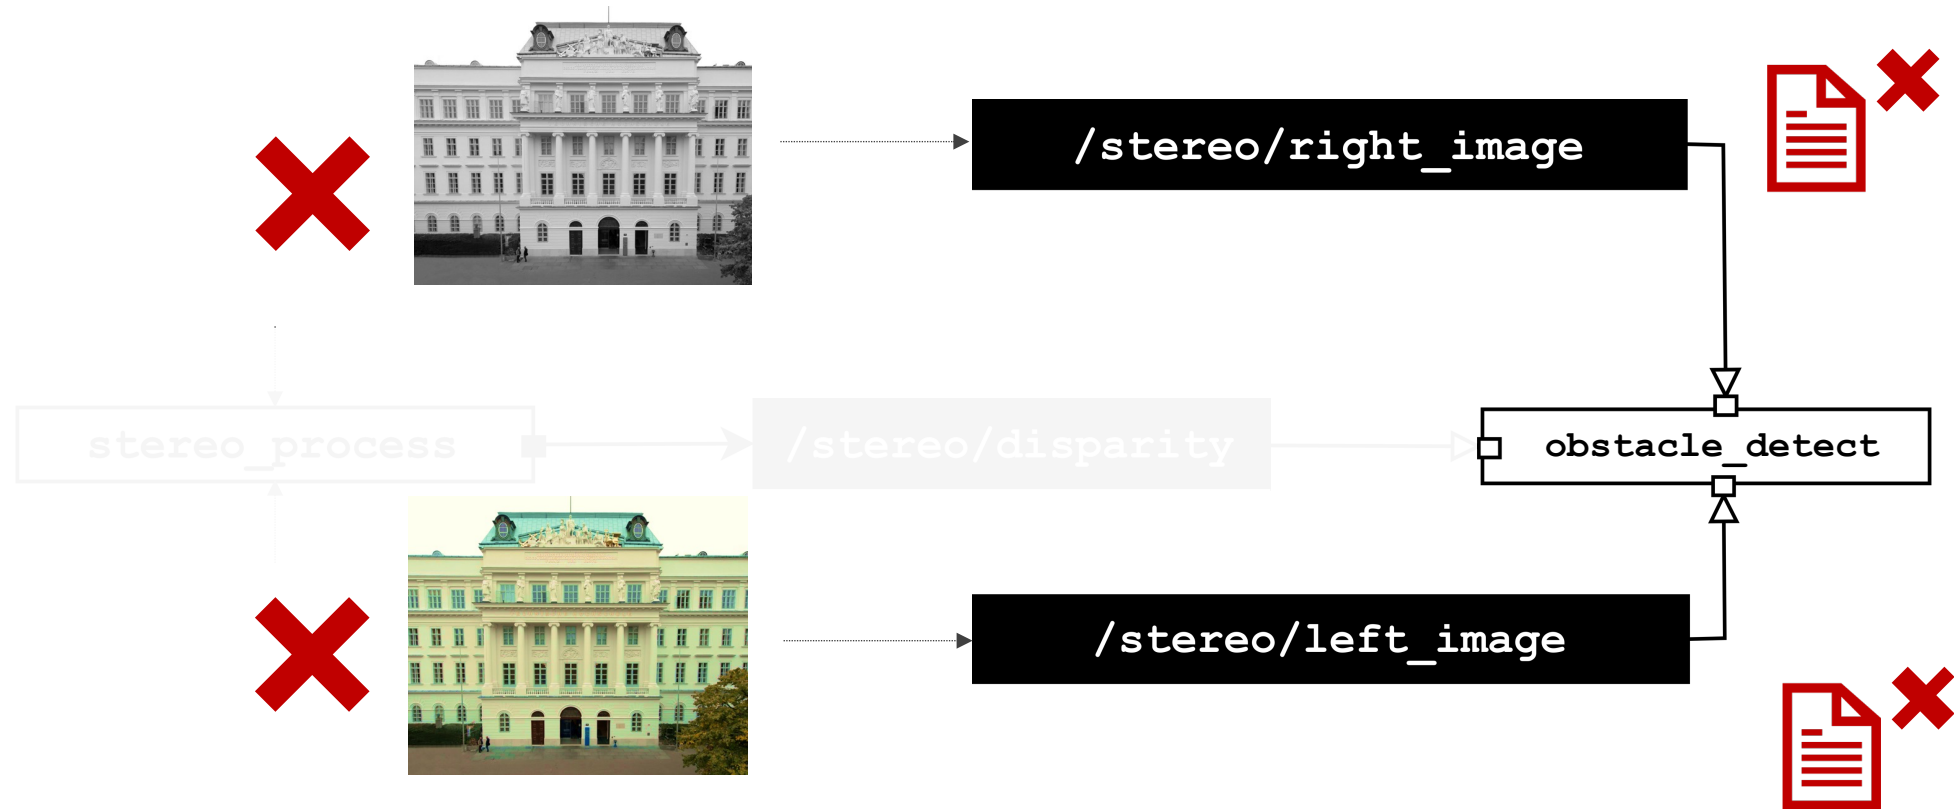 /stereo/right_image
stereo_process
/stereo/disparity
obstacle_detect
/stereo/left_image